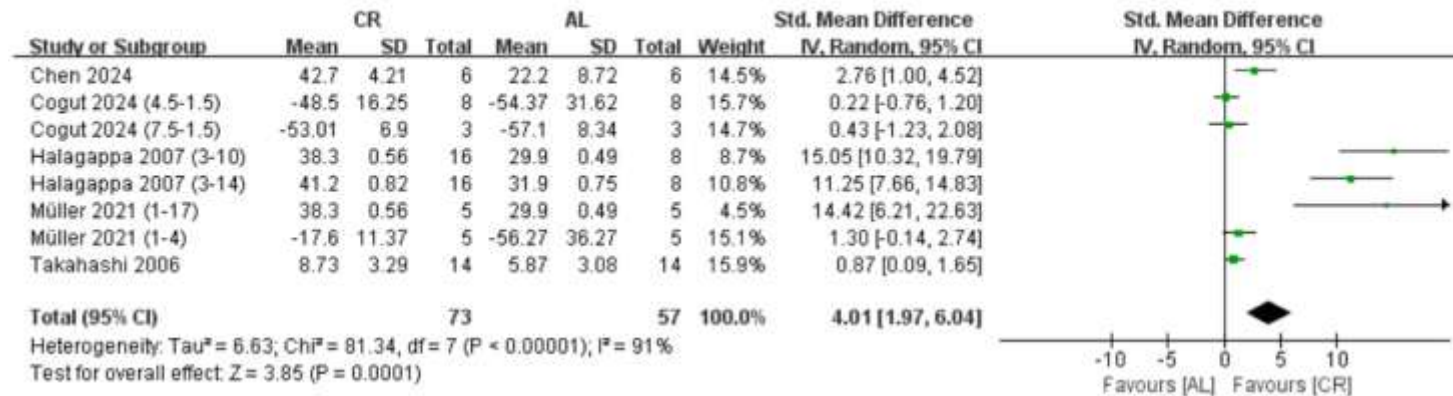 CR AL Std. Mean Difference Std. Mean Difference
Study or Subgroup Mean SD Total Mean SD Total Weight IV, Random, 95% CI IV, Random, 95% CI
Chen 2024 42.7 4.21 6 22.2 8.72 6 14.5% 2.76 [1.00, 4.52]
Cogut 2024 (4.5-1.5) -48.5 16.25 8 -54.37 31.62 8 15.7% 0.22 [-0.76, 1.20]
Cogut 2024 (7.5-1.5) -53.01 6.9 3 -57.1 8.34 3 14.7% 0.43 [-1.23, 2.08]
Halagappa 2007 (3-10) 38.3 0.56 16 29.9 0.49 8 8.7% 15.05 [10.32, 19.79]
Halagappa 2007 (3-14) 41.2 0.82 16 31.9 0.75 8 10.8% 11.25 [7.66, 14.83]
Müller 2021 (1-17) 38.3 0.56 5 29.9 0.49 5 4.5% 14.42 [6.21, 22.63]
Müller 2021 (1-4) -17.6 11.37 5 -56.27 36.27 5 15.1% 1.30 [-0.14, 2.74]
Takahashi 2006 8.73 3.29 14 5.87 3.08 14 15.9% 0.87 [0.09, 1.65]
Total (95% CI) 73 57 100.0% 4.01 [1.97, 6.04]
Heterogeneity: Tau² = 6.63; Chi² = 81.34, df = 7 (P < 0.00001); I² = 91%
Test for overall effect: Z = 3.85 (P = 0.0001)
-10 -5 0 5 10
Favours [AL] Favours [CR]